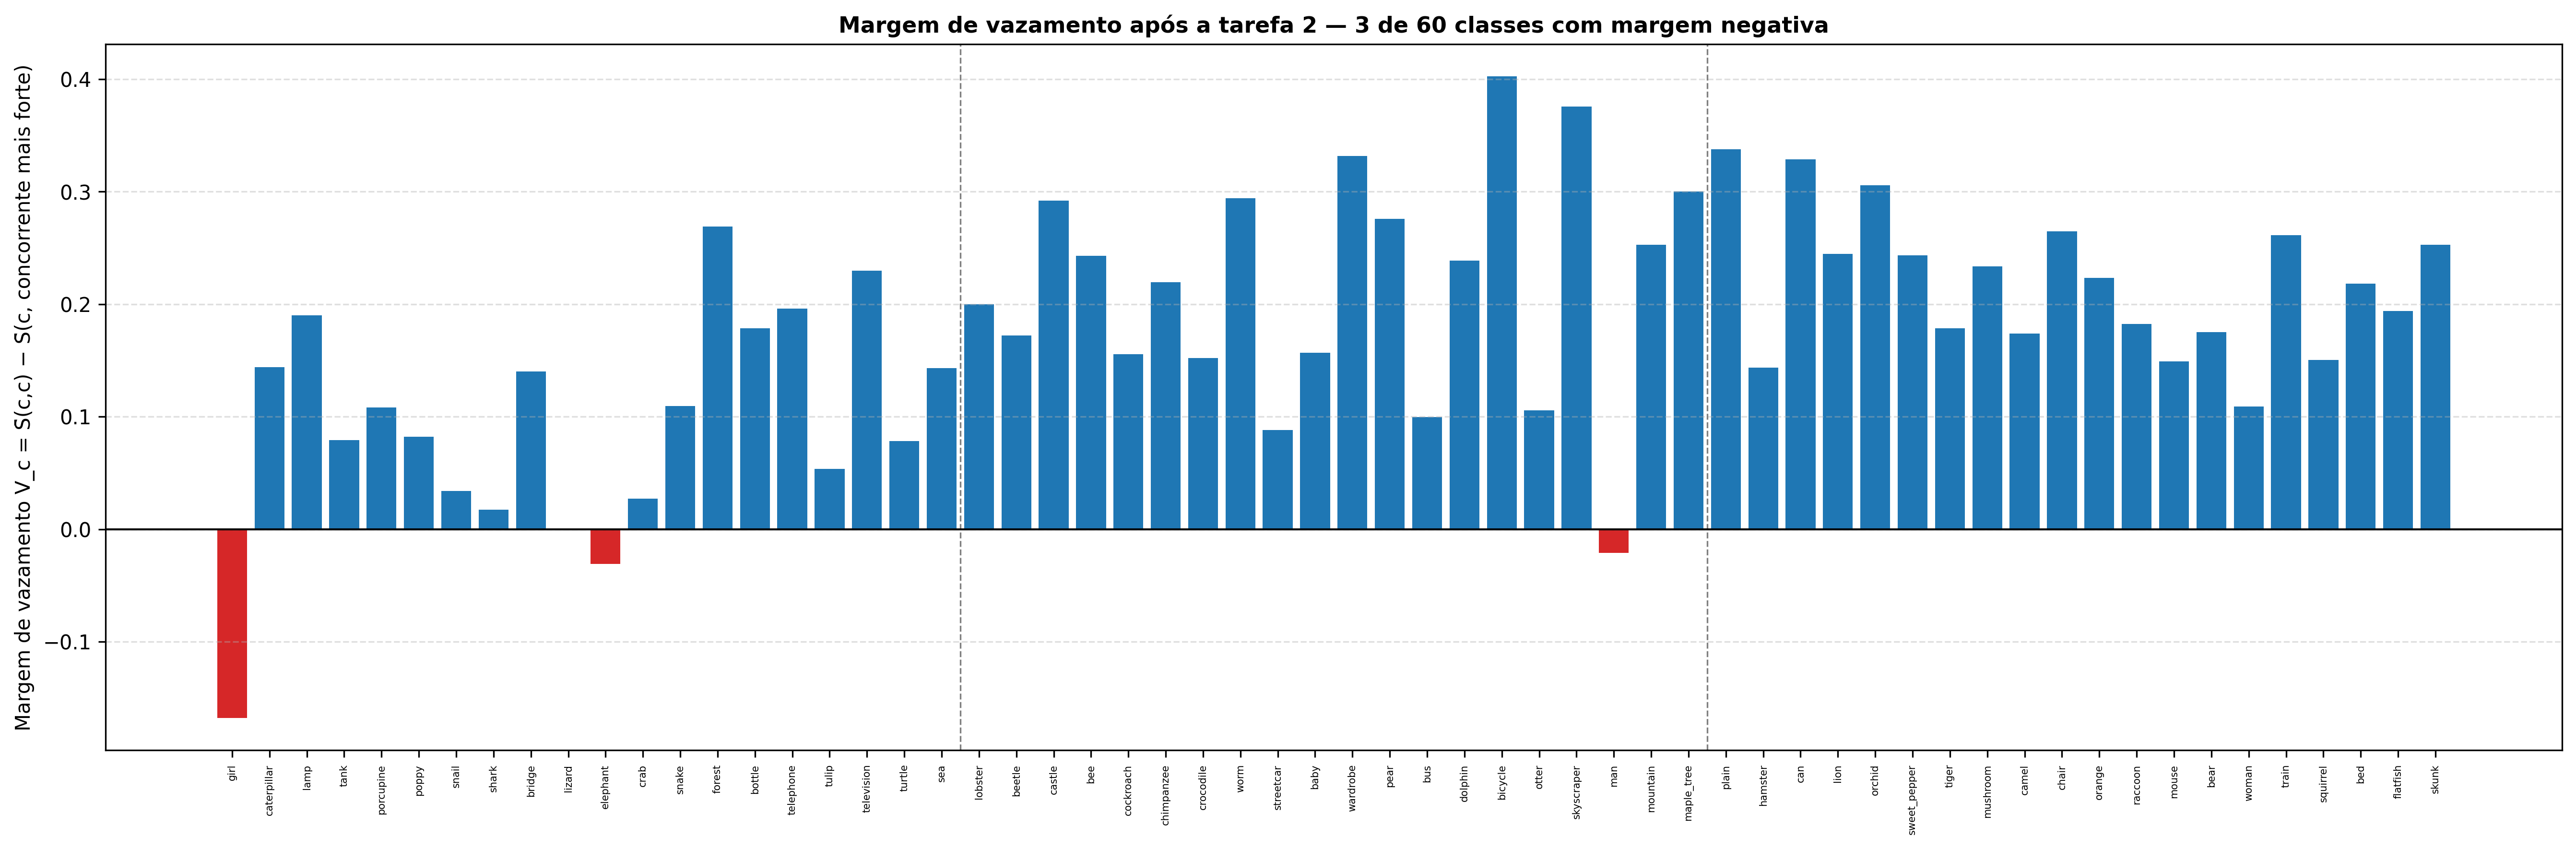 Margem de vazamento após a tarefa 2 — 3 de 60 classes com margem negativa
Margem de vazamento V_c = S(c,c) − S(c, concorrente mais forte)
0.4
0.3
0.2
0.1
0.0
−0.1
girl
caterpillar
lamp
tank
porcupine
poppy
snail
shark
bridge
lizard
elephant
crab
snake
forest
bottle
telephone
tulip
television
turtle
sea
lobster
beetle
castle
bee
cockroach
chimpanzee
crocodile
worm
streetcar
baby
wardrobe
pear
bus
dolphin
bicycle
otter
skyscraper
man
mountain
maple_tree
plain
hamster
can
lion
orchid
sweet_pepper
tiger
mushroom
camel
chair
orange
raccoon
mouse
bear
woman
train
squirrel
bed
flatfish
skunk